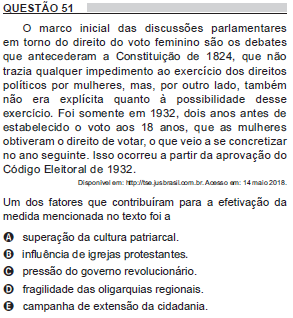 QUESTÃO 51
O marco inicial das discussões parlamentares
em torno do direito do voto feminino são os debates
que antecederam a Constituição de 1824, que não
trazia qualquer impedimento ao exercício dos direitos
políticos por mulheres, mas, por outro lado, também
não era explícita quanto à possibilidade desse
exercício. Foi somente em 1932, dois anos antes de
estabelecido o voto aos 18 anos, que as mulheres
obtiveram o direito de votar, o que veio a se concretizar
no ano seguinte. Isso ocorreu a partir da aprovação do
Código Eleitoral de 1932.
Disponível em: http://tse.jusbrasil.com.br. Acesso em: 14 maio 2018.
Um dos fatores que contribuíram para a efetivação da
medida mencionada no texto foi a
A superação da cultura patriarcal.
B influência de igrejas protestantes.
C pressão do governo revolucionário.
D fragilidade das oligarquias regionais.
E campanha de extensão da cidadania.